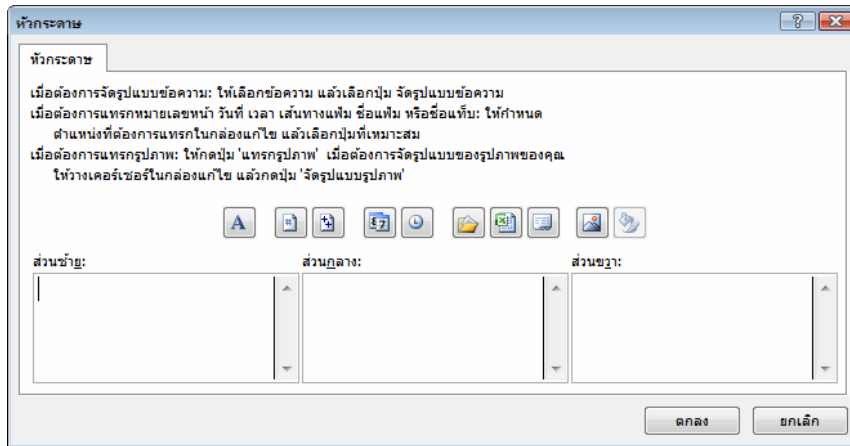 หัวกระดาษ
หัวกระดาษ
เมื่อต้องการจัดรูปแบบข้อความ: ให้เลือกข้อความ แล้วเลือกปุ่ม จัดรูปแบบข้อความ
เมื่อต้องการแทรกหมายเลขหน้า วันที่ เวลา เส้นทางแฟ้ม ชื่อแฟ้ม หรือชื่อแท็บ: ให้กำหนด
ตำแหน่งที่ต้องการแทรกในกล่องแก้ไข แล้วเลือกปุ่มที่เหมาะสม
เมื่อต้องการแทรกรูปภาพ: ให้กดปุ่ม 'แทรกรูปภาพ' เมื่อต้องการจัดรูปแบบของรูปภาพของคุณ
ให้วางเคอร์เซอร์ในกล่องแก้ไข แล้วกดปุ่ม 'จัดรูปแบบรูปภาพ'
A
ส่วนซ้าย: ส่วนกลาง: ส่วนขวา:
ตกลง ยกเลิก